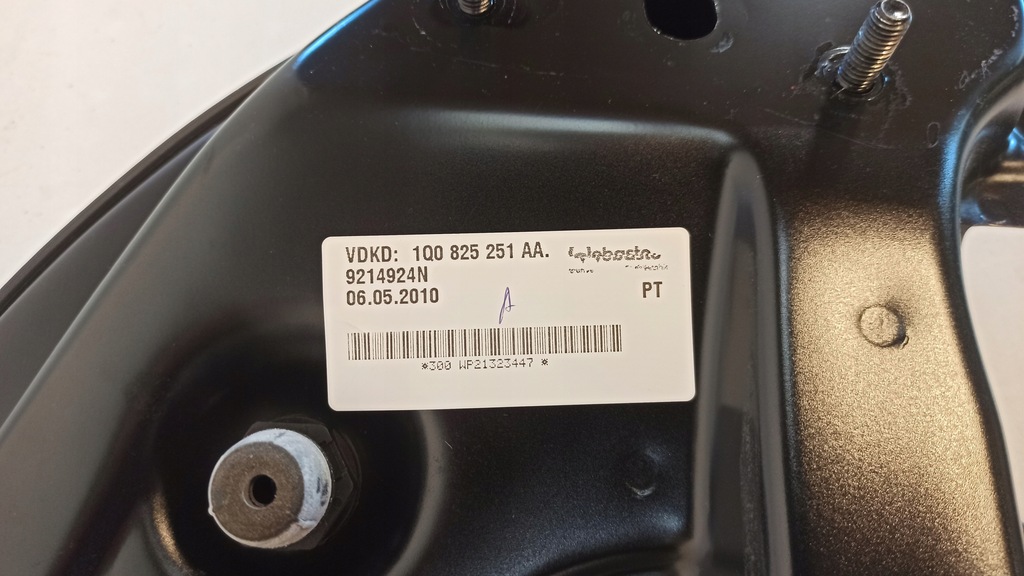 VDKD: 1Q0 825 251 AA.
9214924N
06.05.2010
PT
A
*300 WP21323447 *